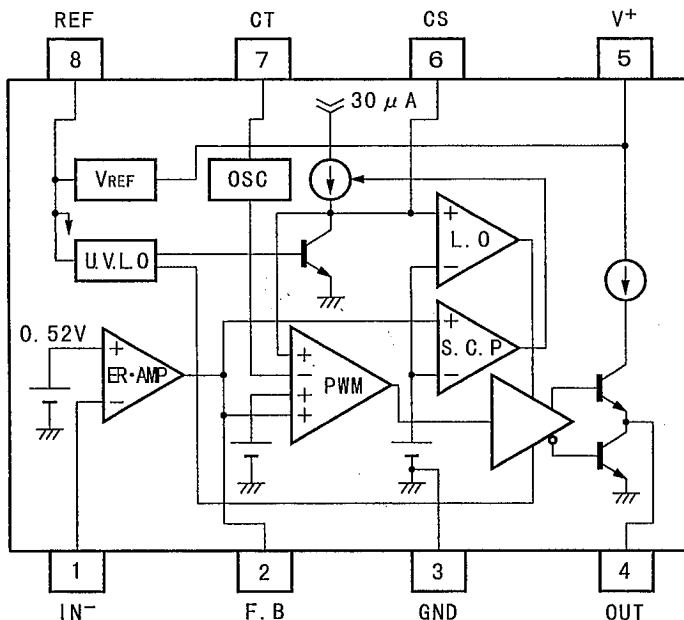 REF CT CS V+
8 7 6 5
30 μA
VREF OSC
+ L.O
U.V.L.O −
0.52V + +
ER·AMP S.C.P
− + − PWM −
+
+
1 2 3 4
IN− F.B GND OUT